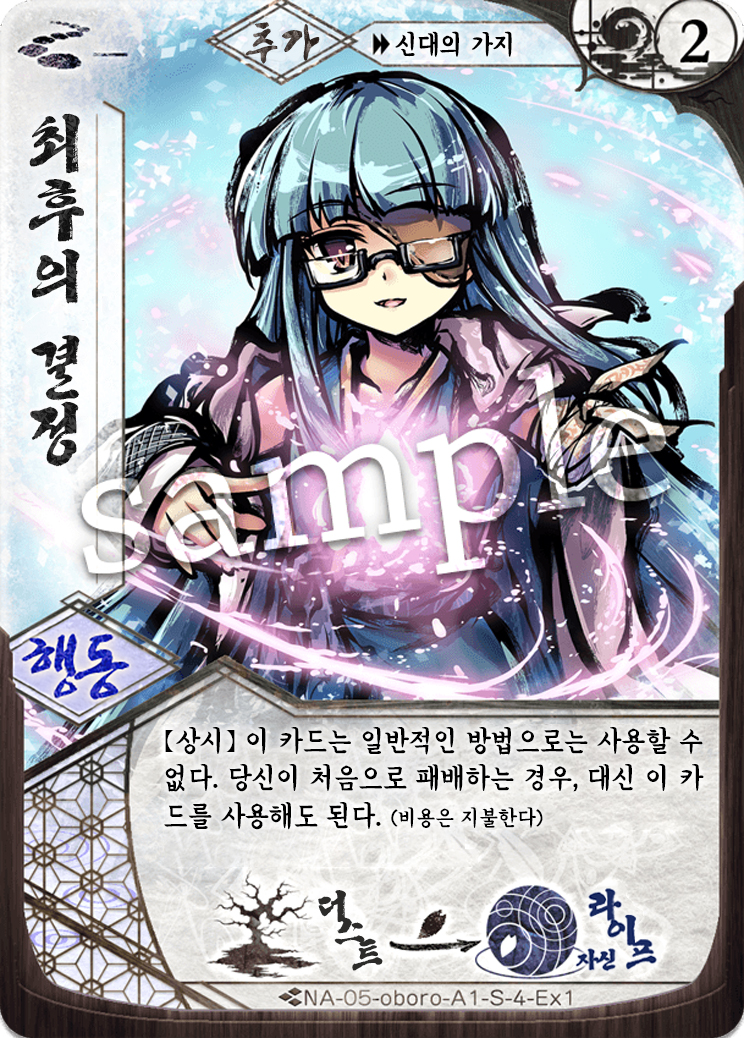 추가
신대의 가지
2
최후의 결정
sample
행동
【상시】 이 카드는 일반적인 방법으로는 사용할 수
없다. 당신이 처음으로 패배하는 경우, 대신 이 카
드를 사용해도 된다. (비용은 지불한다)
더스트
라이프
자신
NA-05-oboro-A1-S-4-Ex1